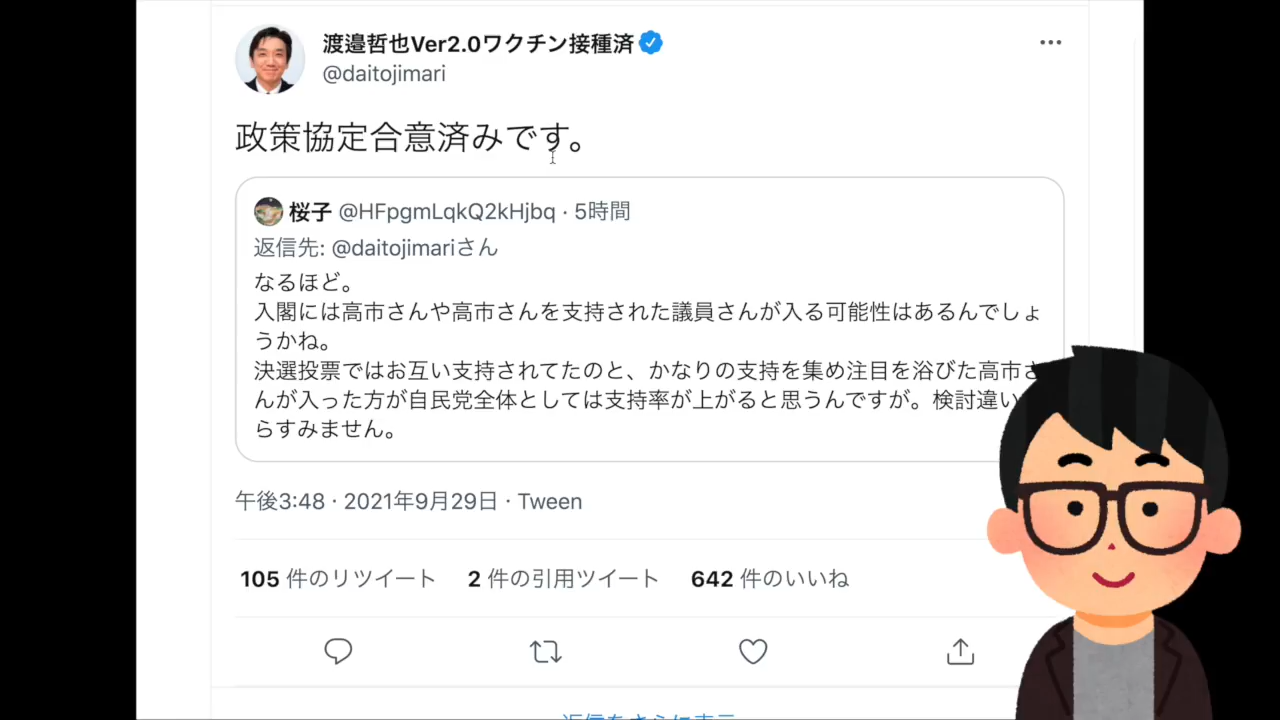 渡邉哲也Ver2.0ワクチン接種済
@daitojimari
政策協定合意済みです。
桜子 @HFpgmLqkQ2kHjbq · 5時間
返信先: @daitojimariさん
なるほど。
入閣には高市さんや高市さんを支持された議員さんが入る可能性はあるんでしょ
うかね。
決選投票ではお互い支持されてたのと、かなりの支持を集め注目を浴びた高市さ
んが入った方が自民党全体としては支持率が上がると思うんですが。検討違い
らすみません。
午後3:48 · 2021年9月29日 · Tween
105 件のリツイート 2 件の引用ツイート 642 件のいいね
返信をさらに表示